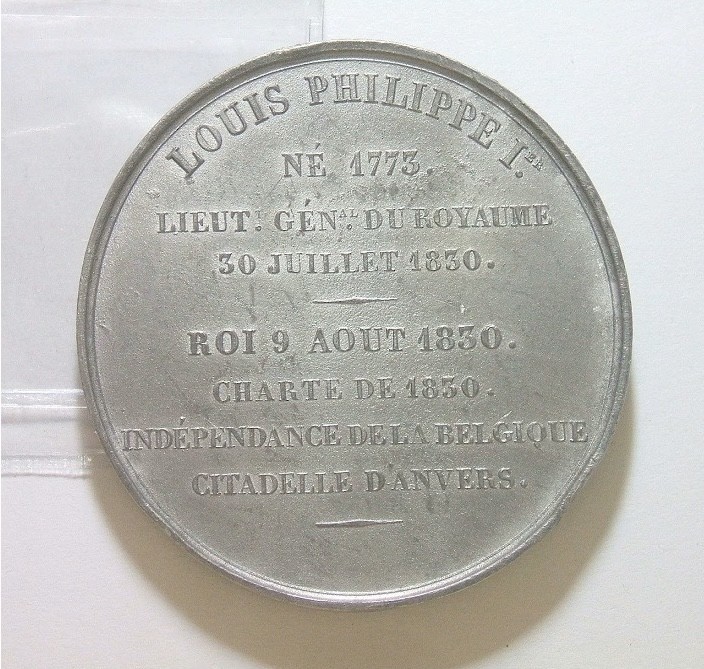 LOUIS PHILIPPE I.ER
NÉ 1773.
LIEUT.T GÉN.AL DU ROYAUME
30 JUILLET 1830.
ROI 9 AOUT 1830.
CHARTE DE 1830.
INDÉPENDANCE DE LA BELGIQUE
CITADELLE D'ANVERS.